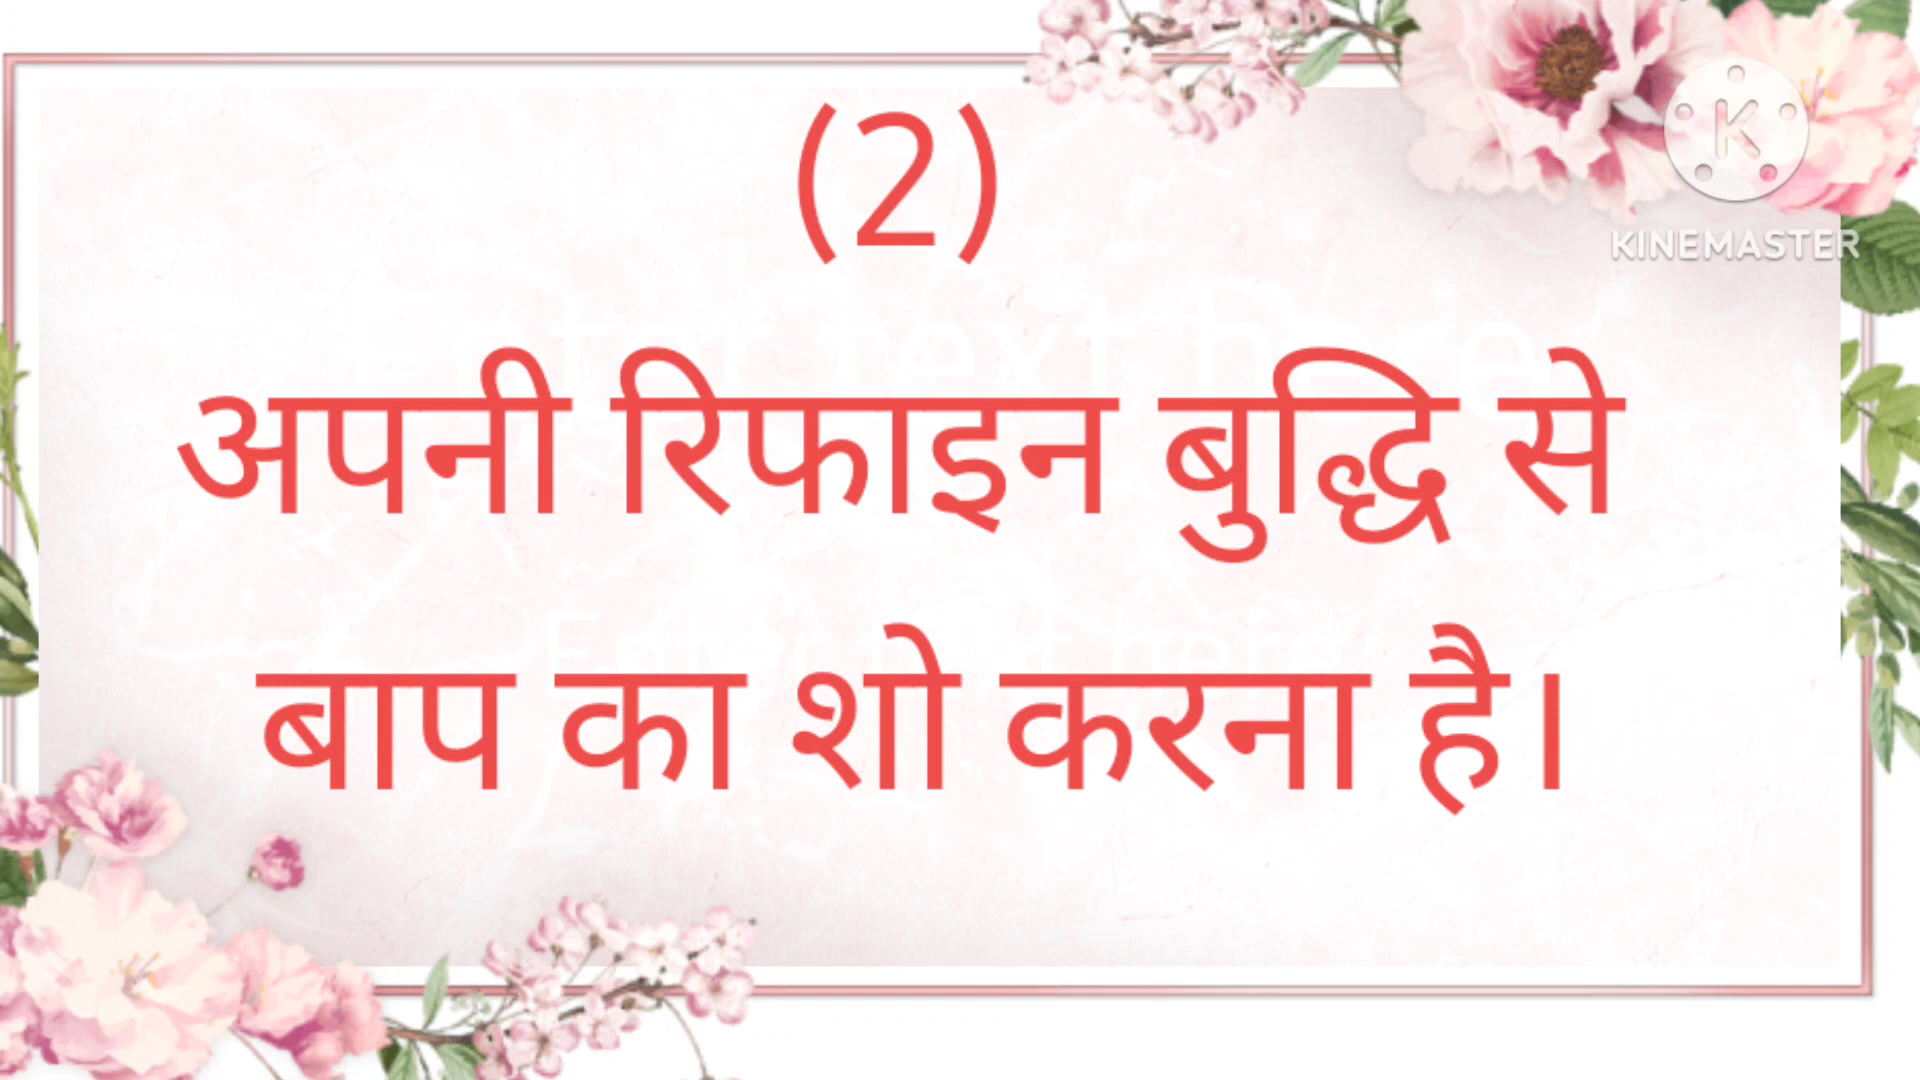 (2)
K
KINEMASTER
अपनी रिफाइन बुद्धि से
बाप का शो करना है।